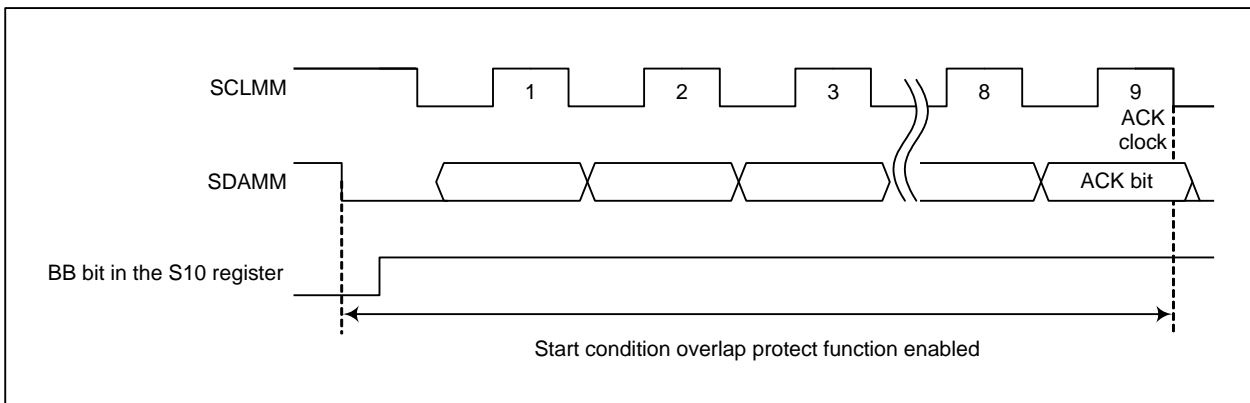 SCLMM
1 2 3 8 9
ACK
clock
SDAMM
ACK bit
BB bit in the S10 register
Start condition overlap protect function enabled